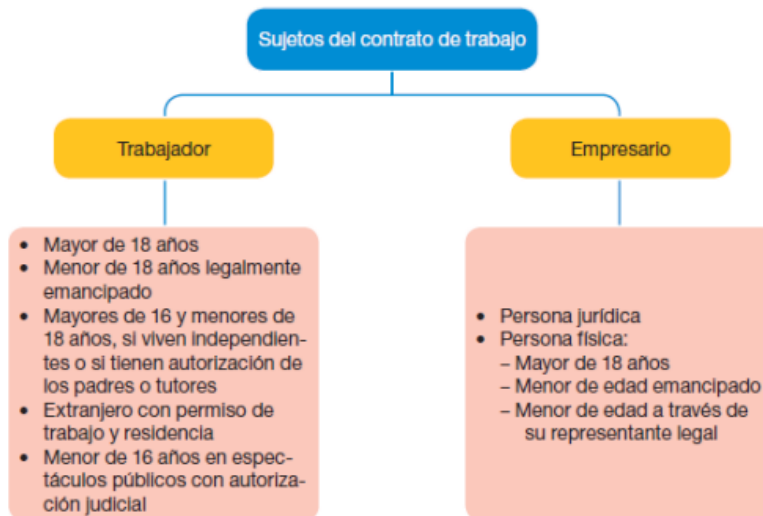 Sujetos del contrato de trabajo
Trabajador
• Mayor de 18 años
• Menor de 18 años legalmente
emancipado
• Mayores de 16 y menores de
18 años, si viven independien-
tes o si tienen autorización de
los padres o tutores
• Extranjero con permiso de
trabajo y residencia
• Menor de 16 años en espec-
táculos públicos con autoriza-
ción judicial
Empresario
• Persona jurídica
• Persona física:
– Mayor de 18 años
– Menor de edad emancipado
– Menor de edad a través de
su representante legal